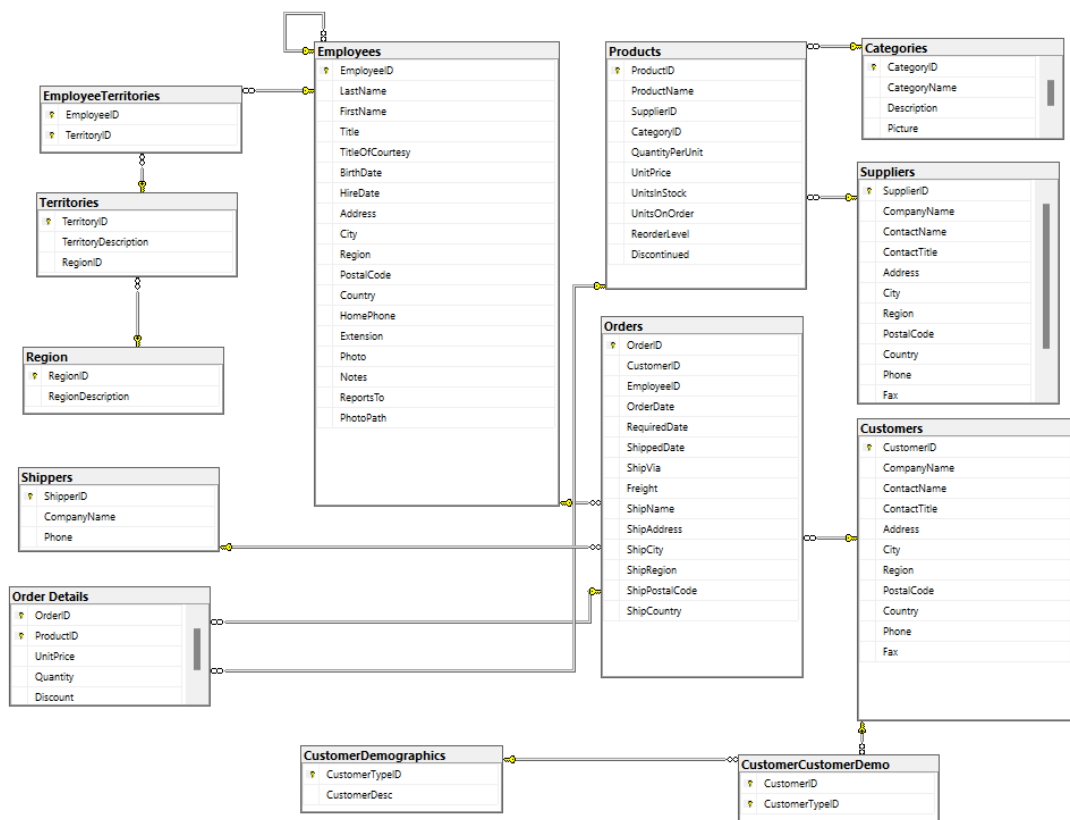 Employees
EmployeeID
LastName
FirstName
Title
TitleOfCourtesy
BirthDate
HireDate
Address
City
Region
PostalCode
Country
HomePhone
Extension
Photo
Notes
ReportsTo
PhotoPath
Products
ProductID
ProductName
SupplierID
CategoryID
QuantityPerUnit
UnitPrice
UnitsInStock
UnitsOnOrder
ReorderLevel
Discontinued
Categories
CategoryID
CategoryName
Description
Picture
EmployeeTerritories
EmployeeID
TerritoryID
Territories
TerritoryID
TerritoryDescription
RegionID
Region
RegionID
RegionDescription
Suppliers
SupplierID
CompanyName
ContactName
ContactTitle
Address
City
Region
PostalCode
Country
Phone
Fax
Orders
OrderID
CustomerID
EmployeeID
OrderDate
RequiredDate
ShippedDate
ShipVia
Freight
ShipName
ShipAddress
ShipCity
ShipRegion
ShipPostalCode
ShipCountry
Customers
CustomerID
CompanyName
ContactName
ContactTitle
Address
City
Region
PostalCode
Country
Phone
Fax
Shippers
ShipperID
CompanyName
Phone
Order Details
OrderID
ProductID
UnitPrice
Quantity
Discount
CustomerDemographics
CustomerTypeID
CustomerDesc
CustomerCustomerDemo
CustomerID
CustomerTypeID